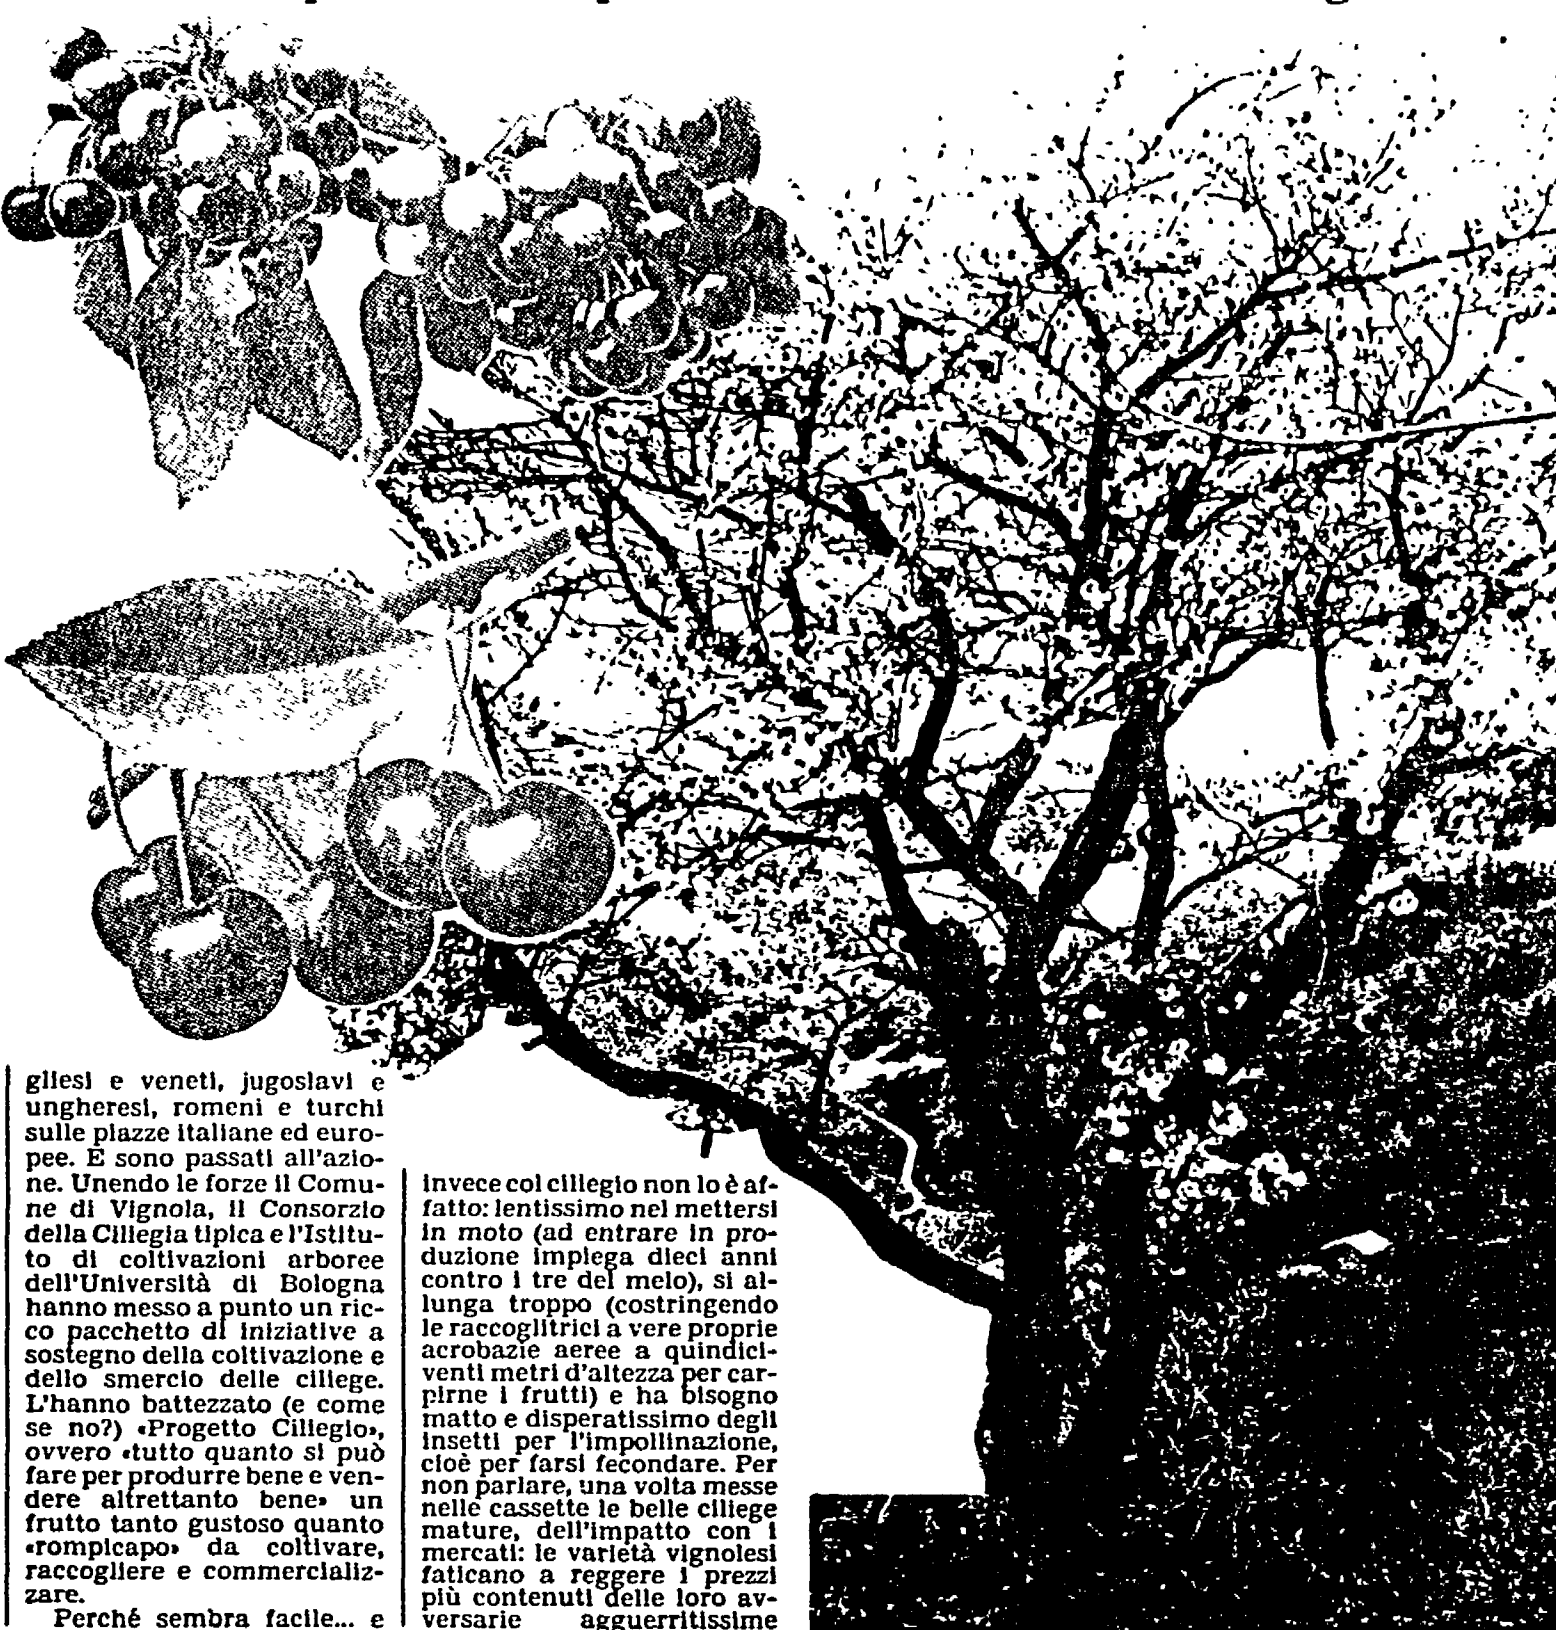 gliesi e veneti, jugoslavi e
ungheresi, romeni e turchi
sulle piazze italiane ed euro-
pee. E sono passati all'azio-
ne. Unendo le forze il Comu-
ne di Vignola, il Consorzio
della Ciliegia tipica e l'Istitu-
to di coltivazioni arboree
dell'Università di Bologna
hanno messo a punto un ric-
co pacchetto di iniziative a
sostegno della coltivazione e
dello smercio delle ciliege.
L'hanno battezzato (e come
se no?) «Progetto Ciliegio»,
ovvero «tutto quanto si può
fare per produrre bene e ven-
dere altrettanto bene» un
frutto tanto gustoso quanto
«rompicapo» da coltivare,
raccogliere e commercializ-
zare.
Perché sembra facile... e
invece col ciliegio non lo è af-
fatto: lentissimo nel mettersi
in moto (ad entrare in pro-
duzione impiega dieci anni
contro i tre del melo), si al-
lunga troppo (costringendo
le raccoglitrici a vere proprie
acrobazie aeree a quindici-
venti metri d'altezza per car-
pirne i frutti) e ha bisogno
matto e disperatissimo degli
insetti per l'impollinazione,
cioè per farsi fecondare. Per
non parlare, una volta messe
nelle cassette le belle ciliege
mature, dell'impatto con i
mercati: le varietà vignolesi
faticano a reggere i prezzi
più contenuti delle loro av-
versarie agguerritissime